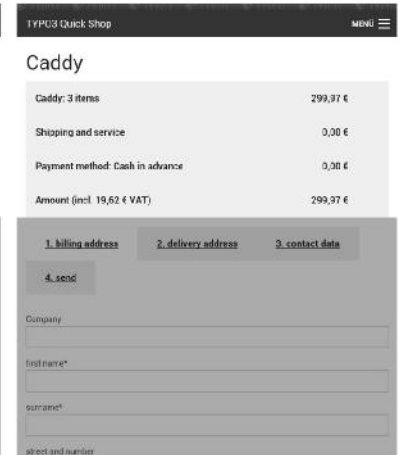 TYPO3 Quick Shop MENÜ
Caddy
Caddy: 3 items 299,97 €
Shipping and service 0,00 €
Payment method: Cash in advance 0,00 €
Amount (incl. 19,62 € VAT) 299,97 €
1. billing address 2. delivery address 3. contact data
4. send
Company
first name*
surname*
street and number